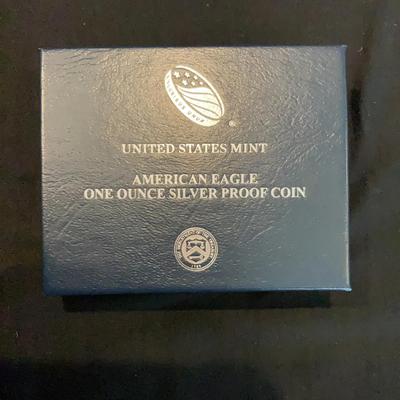 UNITED STATES MINT
AMERICAN EAGLE
ONE OUNCE SILVER PROOF COIN